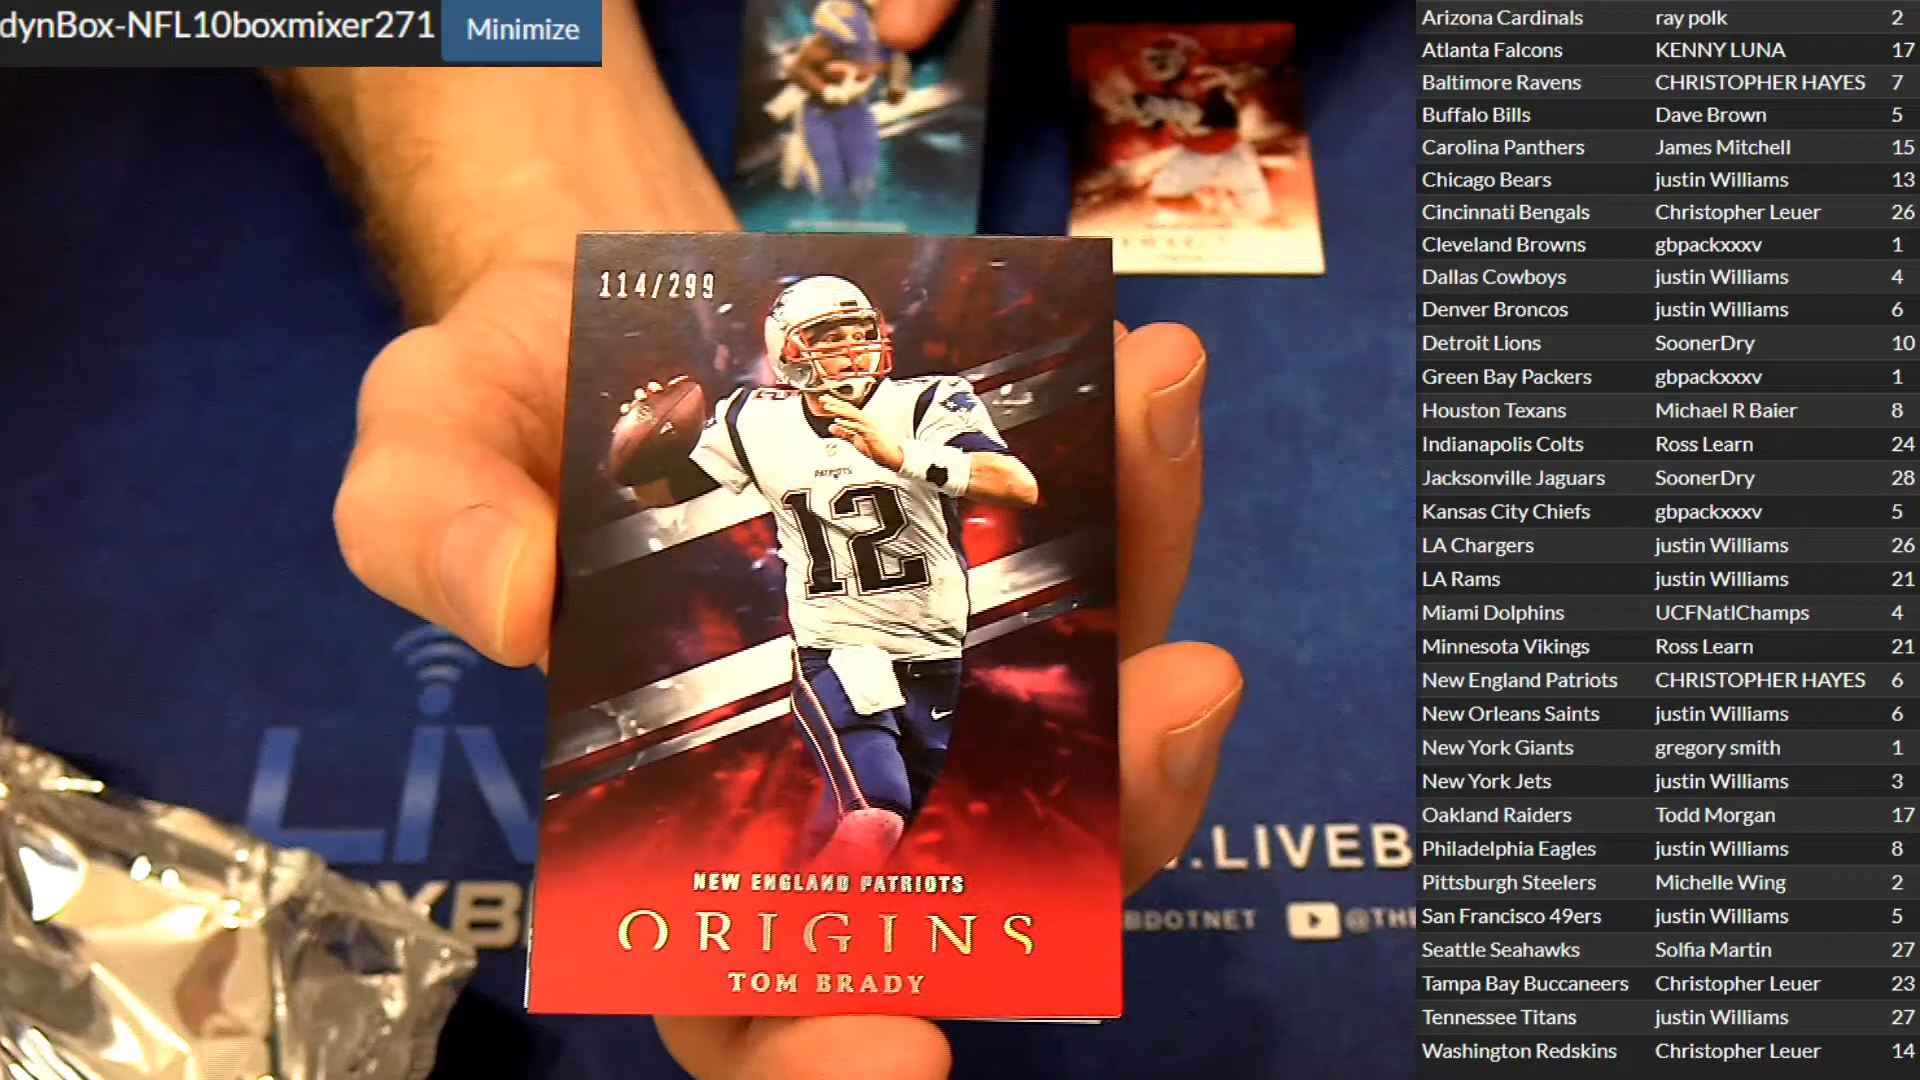 dynBox-NFL10boxmixer271 Minimize
114/299
PATRIOTS
12
NEW ENGLAND PATRIOTS
ORIGINS
TOM BRADY
LIV
XB
.LIVEB
BDOTNET @TH
Arizona Cardinals ray polk 2
Atlanta Falcons KENNY LUNA 17
Baltimore Ravens CHRISTOPHER HAYES 7
Buffalo Bills Dave Brown 5
Carolina Panthers James Mitchell 15
Chicago Bears justin Williams 13
Cincinnati Bengals Christopher Leuer 26
Cleveland Browns gbpackxxxv 1
Dallas Cowboys justin Williams 4
Denver Broncos justin Williams 6
Detroit Lions SoonerDry 10
Green Bay Packers gbpackxxxv 1
Houston Texans Michael R Baier 8
Indianapolis Colts Ross Learn 24
Jacksonville Jaguars SoonerDry 28
Kansas City Chiefs gbpackxxxv 5
LA Chargers justin Williams 26
LA Rams justin Williams 21
Miami Dolphins UCFNatlChamps 4
Minnesota Vikings Ross Learn 21
New England Patriots CHRISTOPHER HAYES 6
New Orleans Saints justin Williams 6
New York Giants gregory smith 1
New York Jets justin Williams 3
Oakland Raiders Todd Morgan 17
Philadelphia Eagles justin Williams 8
Pittsburgh Steelers Michelle Wing 2
San Francisco 49ers justin Williams 5
Seattle Seahawks Solfia Martin 27
Tampa Bay Buccaneers Christopher Leuer 23
Tennessee Titans justin Williams 27
Washington Redskins Christopher Leuer 14